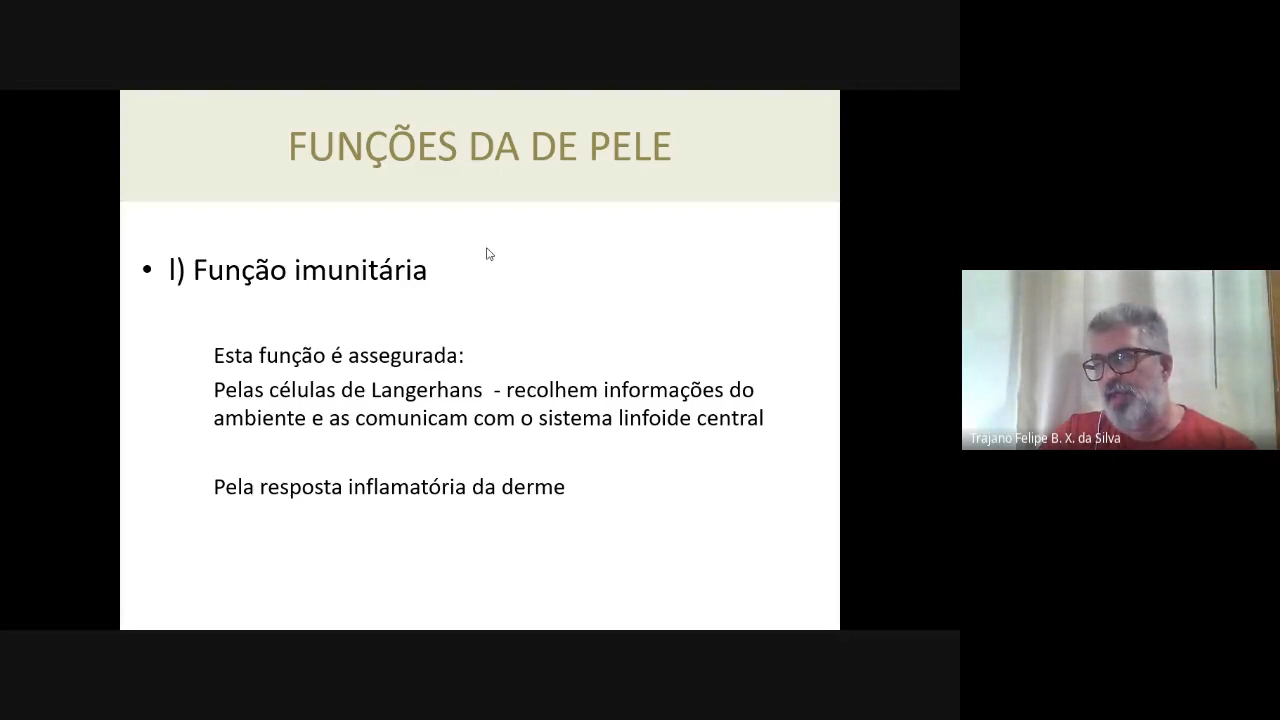 FUNÇÕES DA DE PELE
• l) Função imunitária
Esta função é assegurada:
Pelas células de Langerhans  - recolhem informações do
ambiente e as comunicam com o sistema linfoide central
Pela resposta inflamatória da derme
Trajano Felipe B. X. da Silva